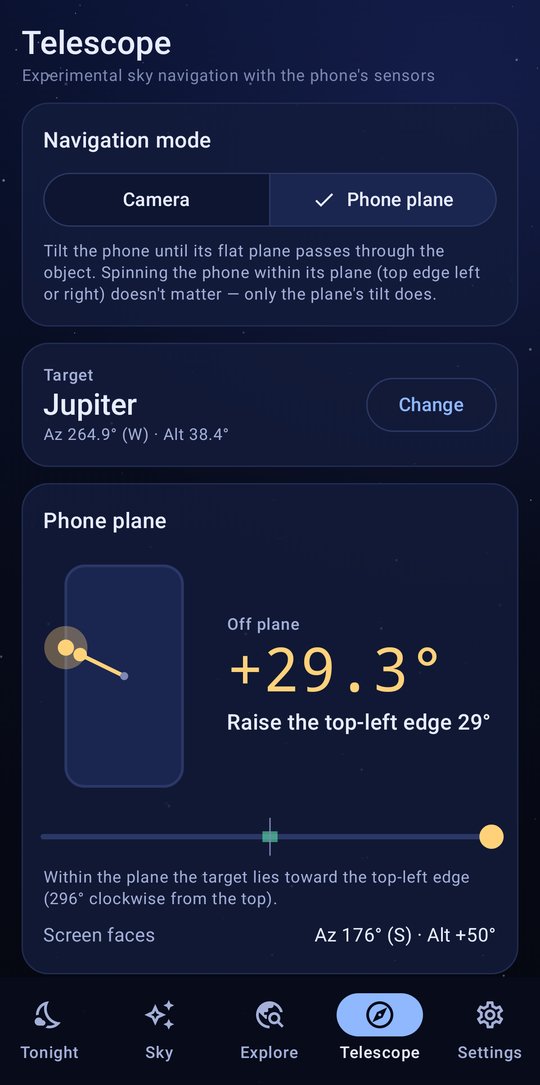 Telescope
Experimental sky navigation with the phone's sensors
Navigation mode
Camera
Phone plane
Tilt the phone until its flat plane passes through the
object. Spinning the phone within its plane (top edge left
or right) doesn't matter — only the plane's tilt does.
Target
Jupiter
Az 264.9° (W) · Alt 38.4°
Change
Phone plane
Off plane
+29.3°
Raise the top-left edge 29°
Within the plane the target lies toward the top-left edge
(296° clockwise from the top).
Screen faces
Az 176° (S) · Alt +50°
Tonight
Sky
Explore
Telescope
Settings